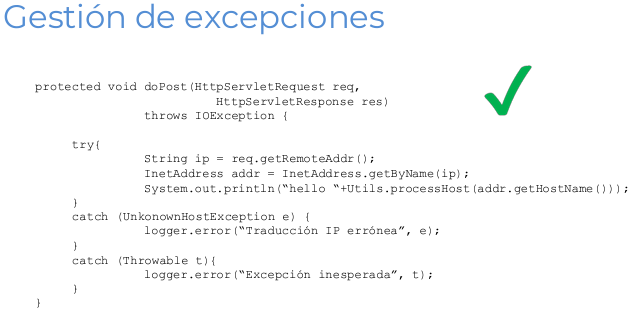 Gestión de excepciones
protected void doPost(HttpServletRequest req,
HttpServletResponse res)
throws IOException {
try{
String ip = req.getRemoteAddr();
InetAddress addr = InetAddress.getByName(ip);
System.out.println(“hello “+Utils.processHost(addr.getHostName()));
}
catch (UnkonownHostException e) {
logger.error(“Traducción IP errónea”, e);
}
catch (Throwable t){
logger.error(“Excepción inesperada”, t);
}
}